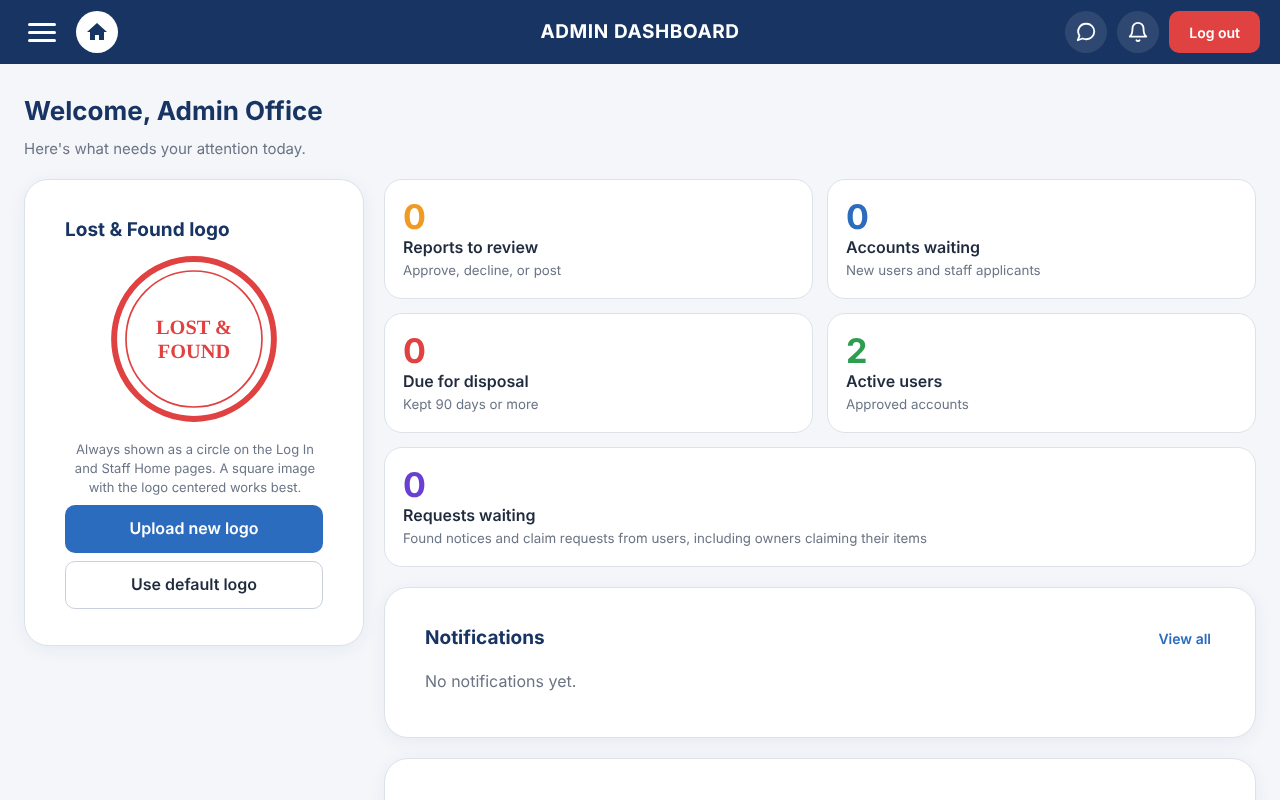 ADMIN DASHBOARD
Log out
Welcome, Admin Office
Here's what needs your attention today.
Lost & Found logo
LOST &
FOUND
Always shown as a circle on the Log In
and Staff Home pages. A square image
with the logo centered works best.
Upload new logo
Use default logo
0
Reports to review
Approve, decline, or post
0
Accounts waiting
New users and staff applicants
0
Due for disposal
Kept 90 days or more
2
Active users
Approved accounts
0
Requests waiting
Found notices and claim requests from users, including owners claiming their items
Notifications
View all
No notifications yet.